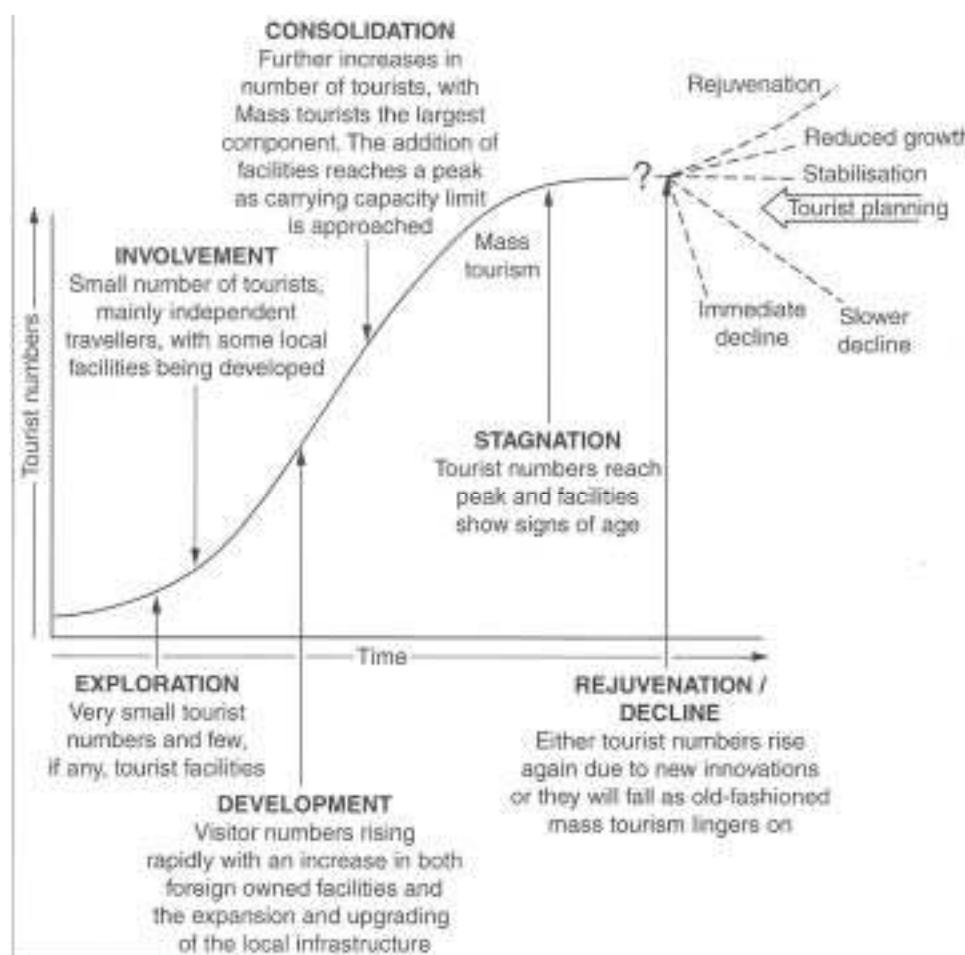 CONSOLIDATION
Further increases in
number of tourists, with
Mass tourists the largest
component. The addition of
facilities reaches a peak
as carrying capacity limit
is approached
Rejuvenation
Reduced growth
Stabilisation
Tourist planning
?
Immediate
decline
Slower
decline
Mass
tourism
INVOLVEMENT
Small number of tourists,
mainly independent
travellers, with some local
facilities being developed
Tourist numbers
STAGNATION
Tourist numbers reach
peak and facilities
show signs of age
Time
EXPLORATION
Very small tourist
numbers and few,
if any, tourist facilities
DEVELOPMENT
Visitor numbers rising
rapidly with an increase in both
foreign owned facilities and
the expansion and upgrading
of the local infrastructure
REJUVENATION /
DECLINE
Either tourist numbers rise
again due to new innovations
or they will fall as old-fashioned
mass tourism lingers on